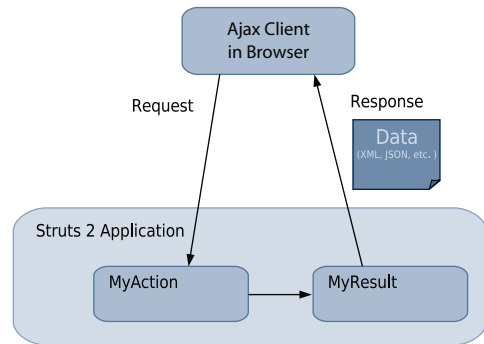 Ajax Client
in Browser
Request
Response
Data
(XML, JSON, etc. )
Struts 2 Application
MyAction
MyResult